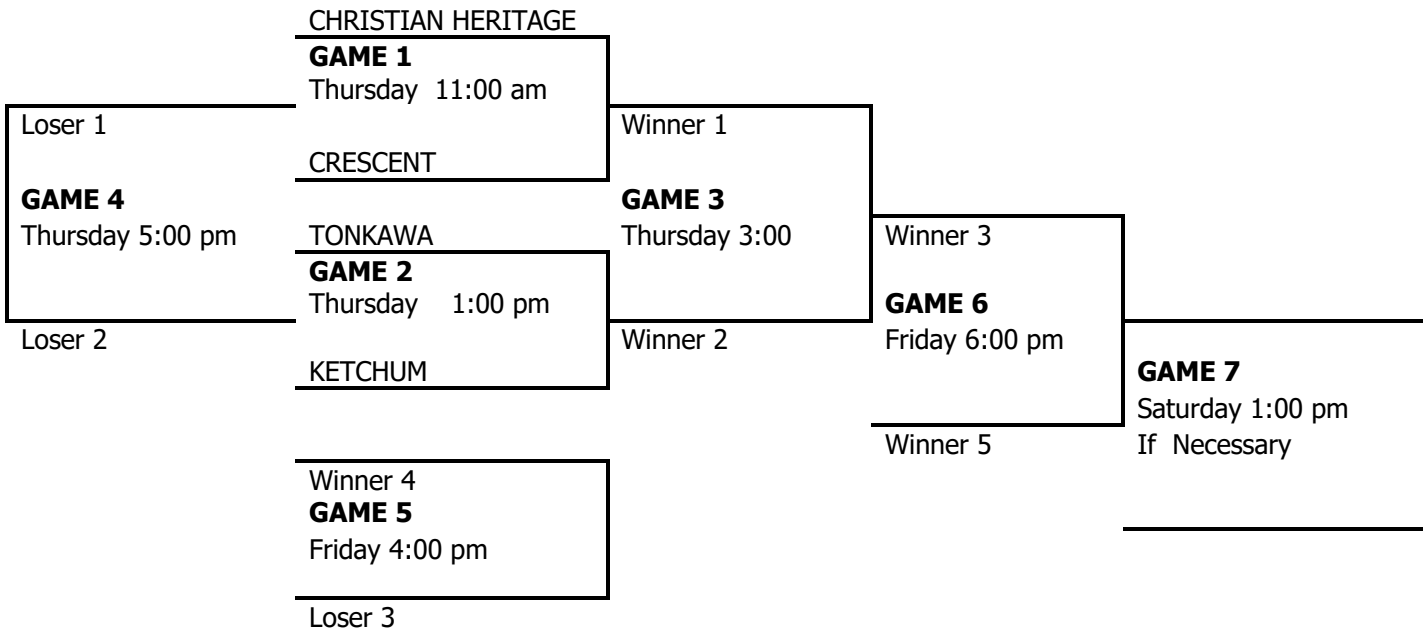 CHRISTIAN HERITAGE
GAME 1
Thursday 11:00 am
Loser 1
Winner 1
CRESCENT
GAME 4
GAME 3
Thursday 5:00 pm
TONKAWA
Thursday 3:00
Winner 3
GAME 2
Thursday 1:00 pm
GAME 6
Loser 2
Winner 2
Friday 6:00 pm
KETCHUM
GAME 7
Saturday 1:00 pm
Winner 5
If Necessary
Winner 4
GAME 5
Friday 4:00 pm
Loser 3